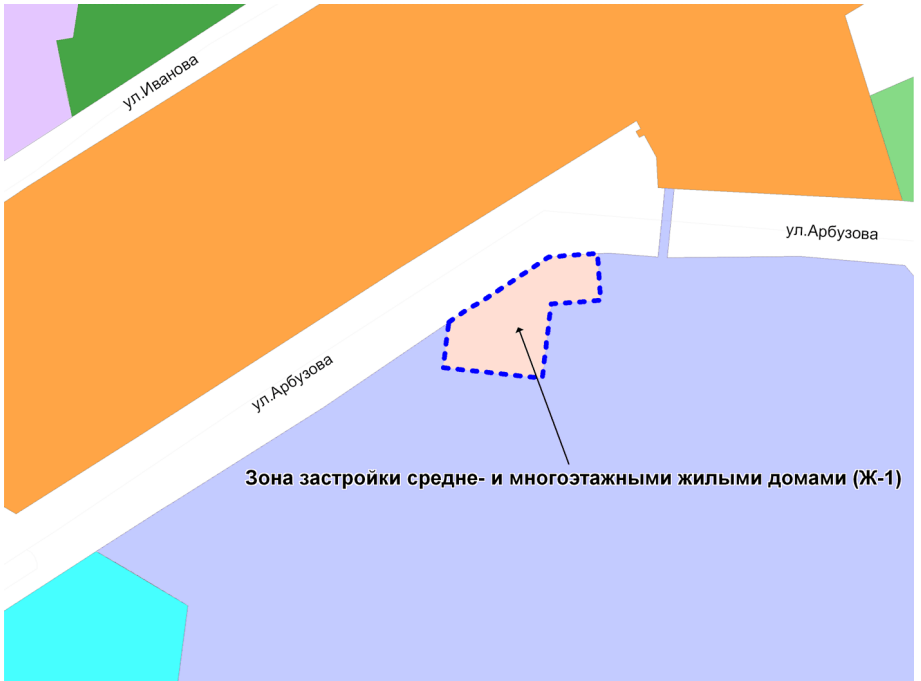 ул.Иванова
ул.Арбузова
ул.Арбузова
Зона застройки средне- и многоэтажными жилыми домами (Ж-1)